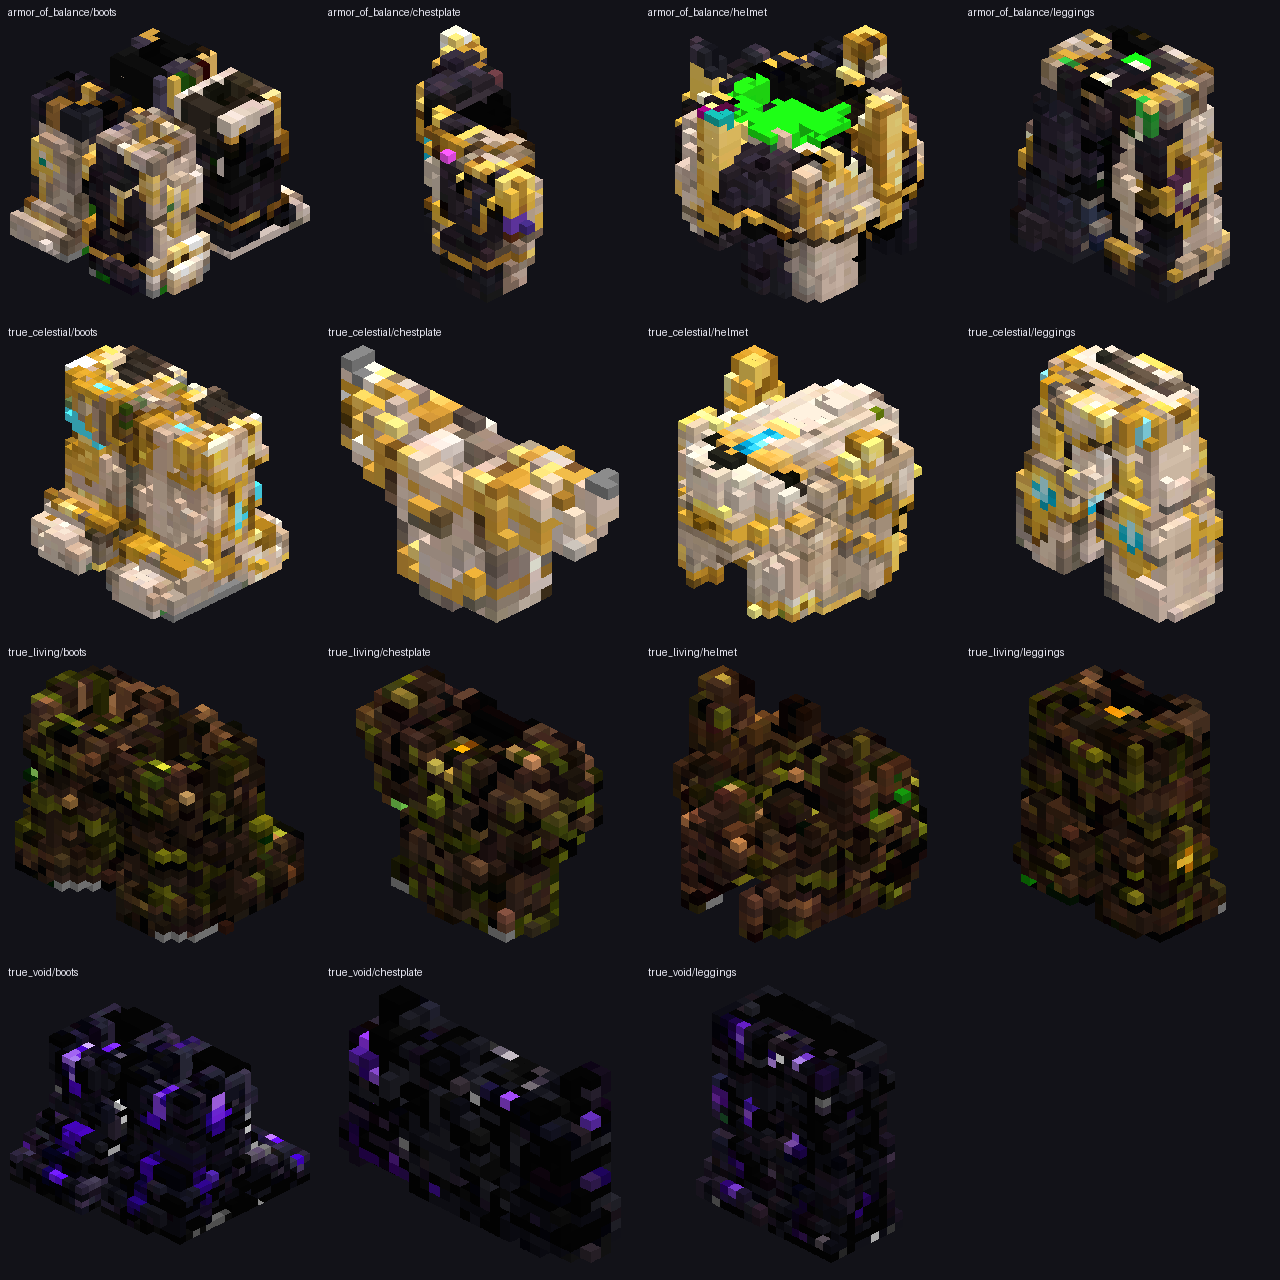 armor_of_balance/boots
armor_of_balance/chestplate
armor_of_balance/helmet
armor_of_balance/leggings
true_celestial/boots
true_celestial/chestplate
true_celestial/helmet
true_celestial/leggings
true_living/boots
true_living/chestplate
true_living/helmet
true_living/leggings
true_void/boots
true_void/chestplate
true_void/leggings